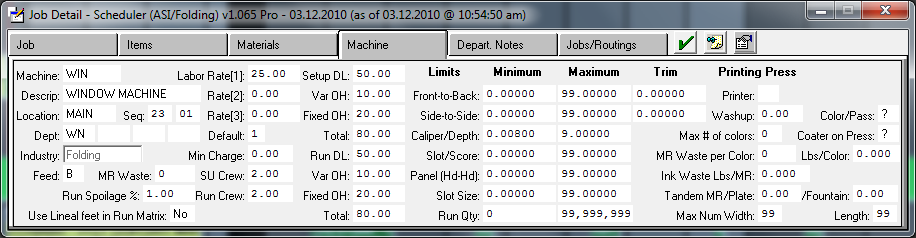 Job Detail - Scheduler (ASI/Folding) v1.065 Pro - 03.12.2010 (as of 03.12.2010 @ 10:54:50 am)
Job Items Materials Machine Depart. Notes Jobs/Routings
Machine: WIN Labor Rate[1]: 25.00 Setup DL: 50.00 Limits Minimum Maximum Trim Printing Press
Descrip: WINDOW MACHINE Rate[2]: 0.00 Var OH: 10.00 Front-to-Back: 0.00000 99.00000 0.00000 Printer:
Location: MAIN Seq: 23 01 Rate[3]: 0.00 Fixed OH: 20.00 Side-to-Side: 0.00000 99.00000 0.00000 Washup: 0.00 Color/Pass: ?
Dept: WN Default: 1 Total: 80.00 Caliper/Depth: 0.00800 9.00000 Max # of colors: 0 Coater on Press: ?
Industry: Folding Min Charge: 0.00 Run DL: 50.00 Slot/Score: 0.00000 99.00000 MR Waste per Color: 0 Lbs/Color: 0.000
Feed: B MR Waste: 0 SU Crew: 2.00 Var OH: 10.00 Panel (Hd-Hd): 0.00000 99.00000 Ink Waste Lbs/MR: 0.000
Run Spoilage %: 1.00 Run Crew: 2.00 Fixed OH: 20.00 Slot Size: 0.00000 99.00000 Tandem MR/Plate: 0.00 /Fountain: 0.00
Use Lineal feet in Run Matrix: No Total: 80.00 Run Qty: 0 99,999,999 Max Num Width: 99 Length: 99